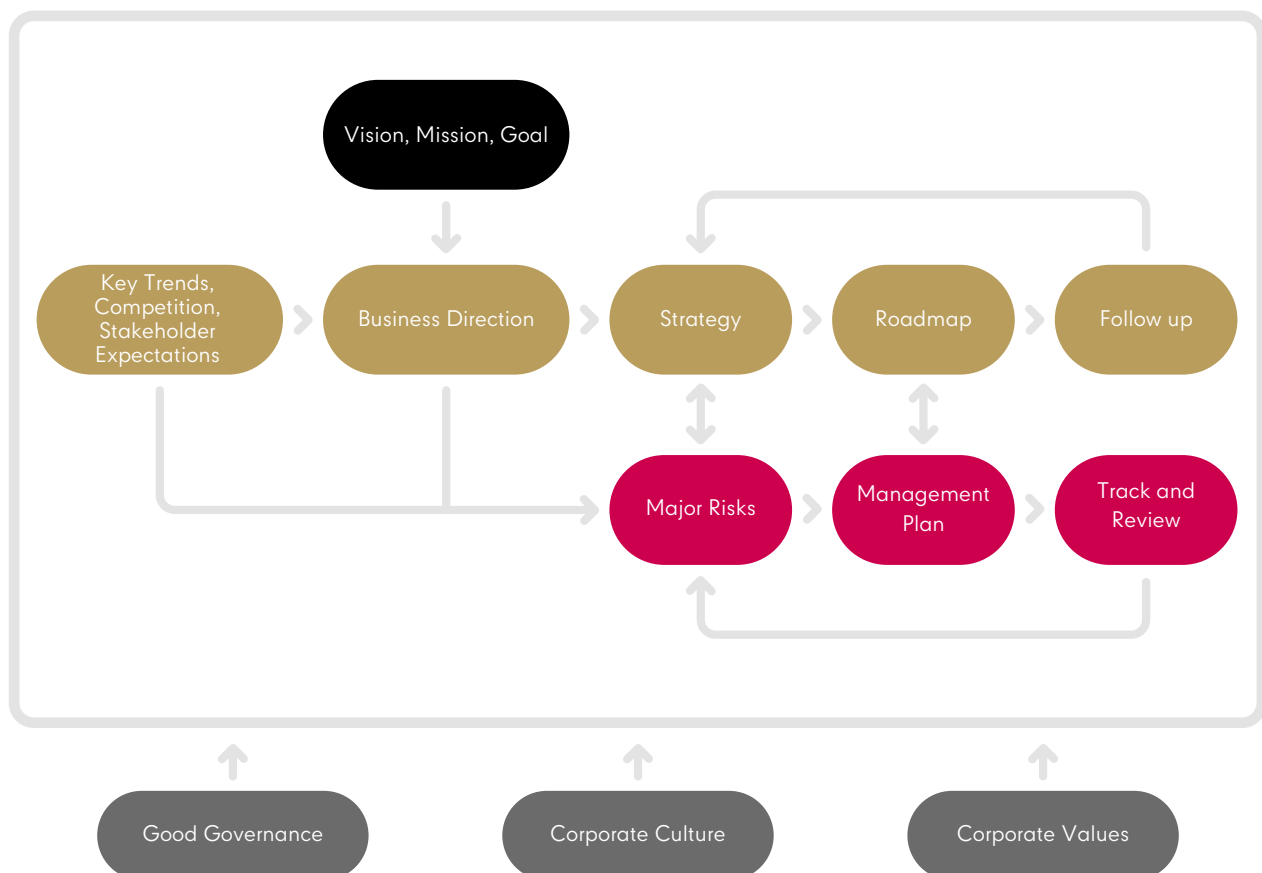 Vision, Mission, Goal
Key Trends,
Competition,
Stakeholder
Expectations
Business Direction
Strategy
Roadmap
Follow up
Major Risks
Management
Plan
Track and
Review
Good Governance
Corporate Culture
Corporate Values